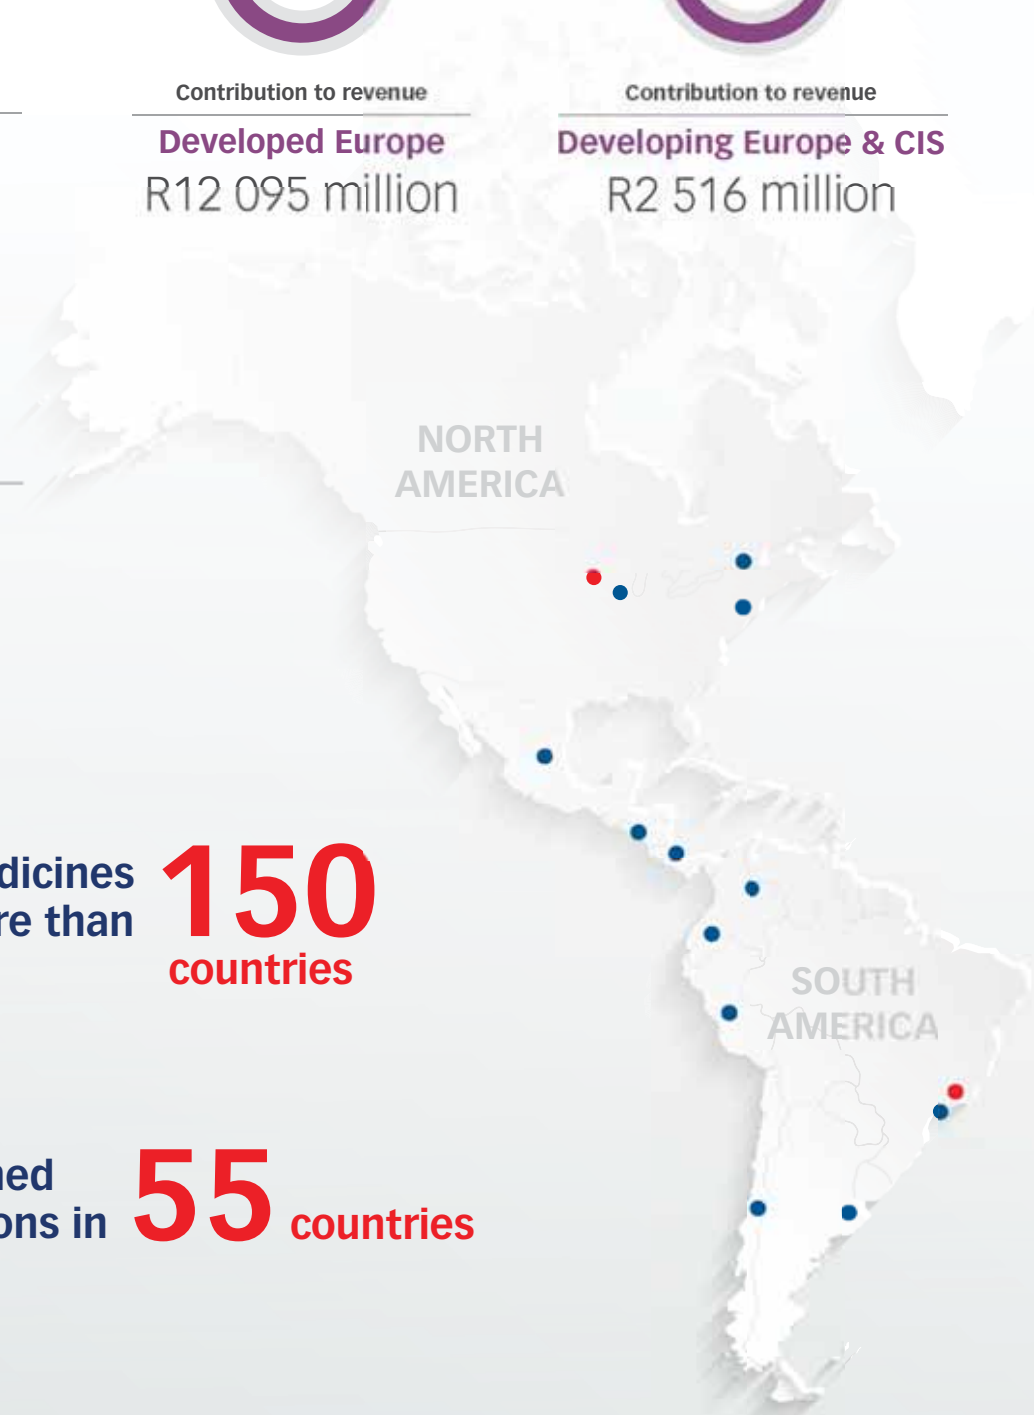 Contribution to revenue
Developed Europe
R12 095 million
Contribution to revenue
Developing Europe & CIS
R2 516 million
NORTH
AMERICA
dicines
re than
150
countries
SOUTH
AMERICA
ned
ons in
55 countries